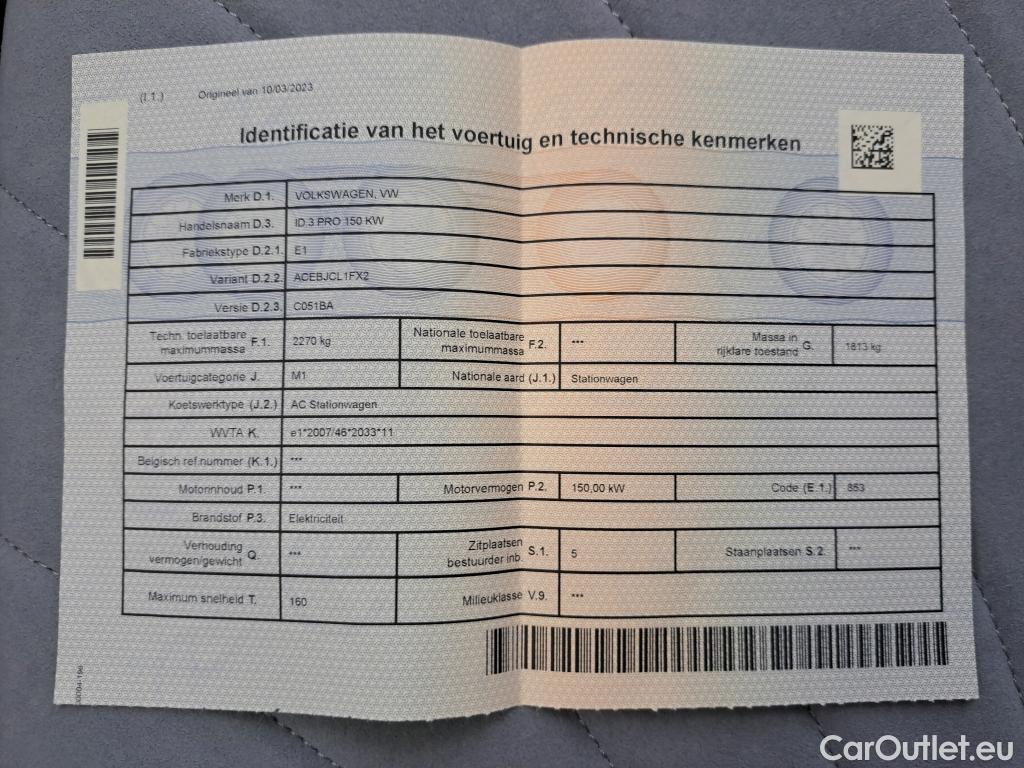 (I.1.) Origineel van 10/03/2023
Identificatie van het voertuig en technische kenmerken
Merk D.1. VOLKSWAGEN, VW
Handelsnaam D.3. ID.3 PRO 150 KW
Fabriekstype D.2.1. E1
Variant D.2.2. ACEBJCL1FX2
Versie D.2.3. C051BA
Techn. toelaatbare maximummassa F.1. 2270 kg Nationale toelaatbare maximummassa F.2. *** Massa in rijklare toestand G. 1813 kg
Voertuigcategorie J. M1 Nationale aard (J.1.) Stationwagen
Koetswerktype (J.2.) AC Stationwagen
WVTA K. e1*2007/46*2033*11
Belgisch ref.nummer (K.1.) ***
Motorinhoud P.1. *** Motorvermogen P.2. 150,00 kW Code (E.1.) 853
Brandstof P.3. Elektriciteit
Verhouding vermogen/gewicht Q. *** Zitplaatsen bestuurder inb. S.1. 5 Staanplaatsen S.2. ***
Maximum snelheid T. 160 Milieuklasse V.9. ***
CarOutlet.eu